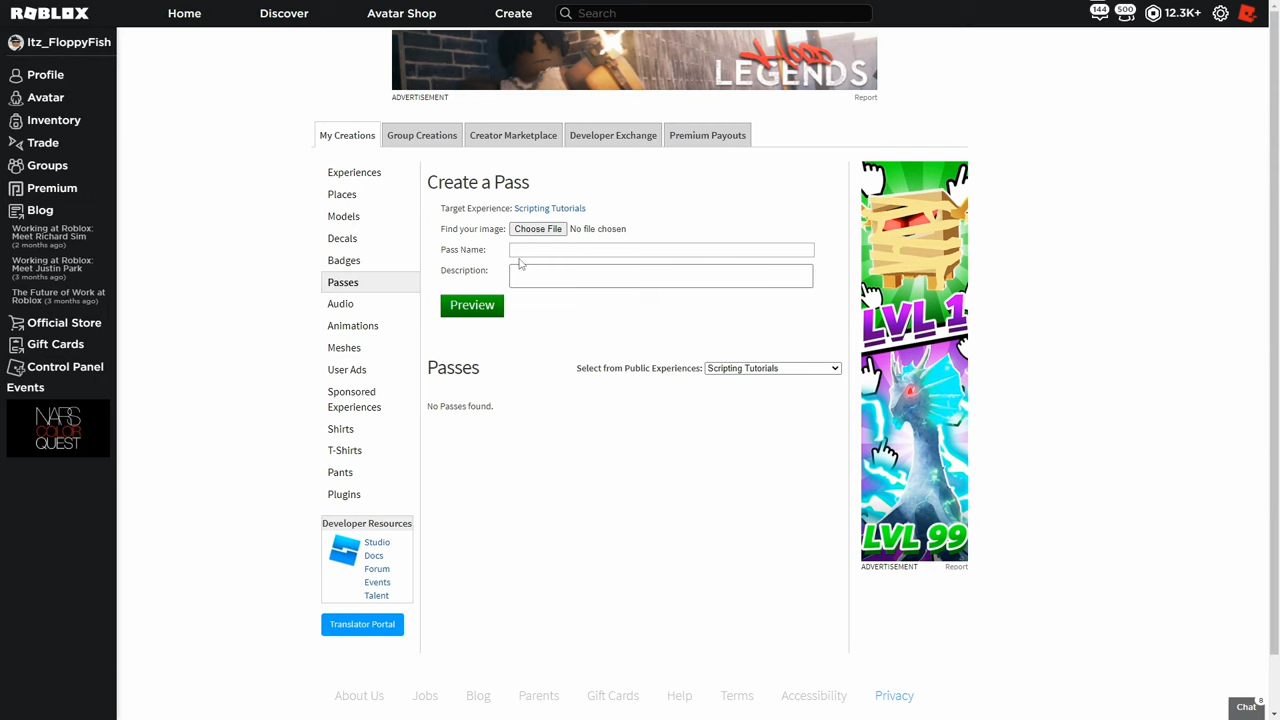 ROBLOX
Home
Discover
Avatar Shop
Create
Search
144
500
12.3K+
Itz_FloppyFish
Profile
Avatar
Inventory
Trade
Groups
Premium
Blog
Working at Roblox:
Meet Richard Sim
(2 months ago)
Working at Roblox:
Meet Justin Park
(3 months ago)
The Future of Work at
Roblox (3 months ago)
Official Store
Gift Cards
Control Panel
Events
NARS
COLOR
QUEST
LEGENDS
ADVERTISEMENT
Report
My Creations
Group Creations
Creator Marketplace
Developer Exchange
Premium Payouts
Experiences
Places
Models
Decals
Badges
Passes
Audio
Animations
Meshes
User Ads
Sponsored
Experiences
Shirts
T-Shirts
Pants
Plugins
Developer Resources
Studio
Docs
Forum
Events
Talent
Translator Portal
Create a Pass
Target Experience: Scripting Tutorials
Find your image: Choose File No file chosen
Pass Name:
Description:
Preview
Passes
Select from Public Experiences: Scripting Tutorials
No Passes found.
LVL 1
LVL 99
ADVERTISEMENT
Report
About Us
Jobs
Blog
Parents
Gift Cards
Help
Terms
Accessibility
Privacy
Chat
8